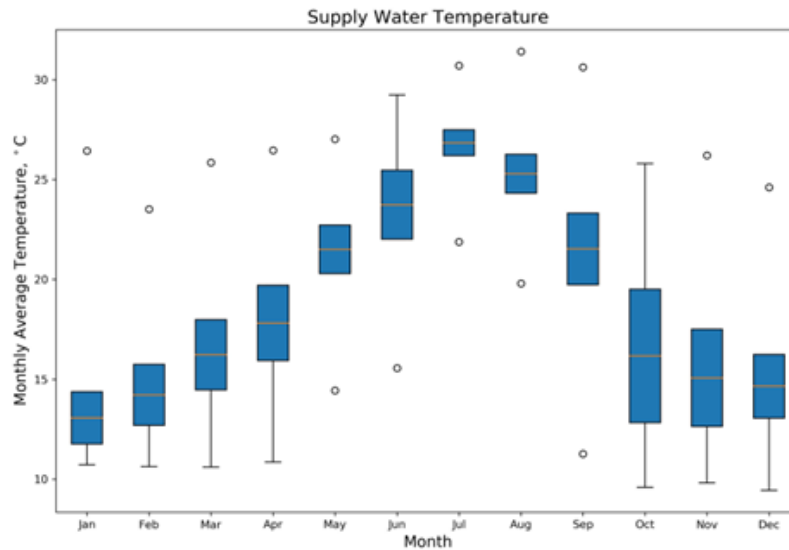 Supply Water Temperature
Monthly Average Temperature, °C
30
25
20
15
10
Jan Feb Mar Apr May Jun Jul Aug Sep Oct Nov Dec
Month